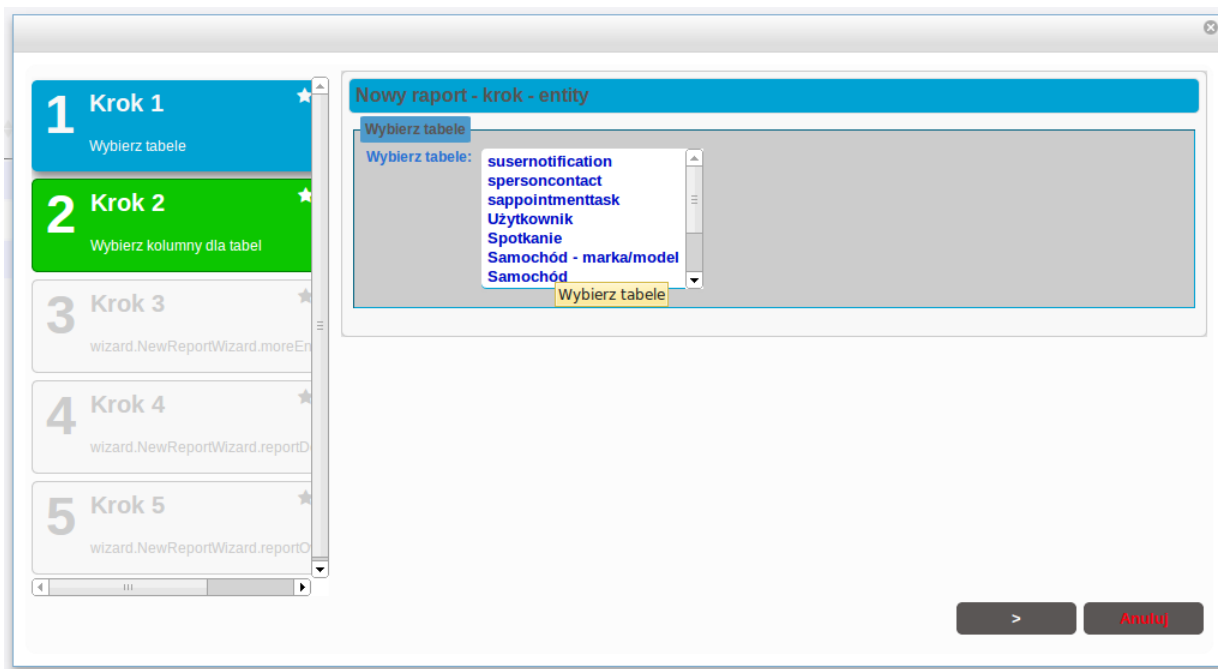 1 Krok 1
Wybierz tabele
2 Krok 2
Wybierz kolumny dla tabel
3 Krok 3
wizard.NewReportWizard.moreEn
4 Krok 4
wizard.NewReportWizard.reportD
5 Krok 5
wizard.NewReportWizard.reportO
Nowy raport - krok - entity
Wybierz tabele
Wybierz tabele:
susernotification
spersoncontact
sappointmenttask
Użytkownik
Spotkanie
Samochód - marka/model
Samochód
Wybierz tabele
>
Anuluj